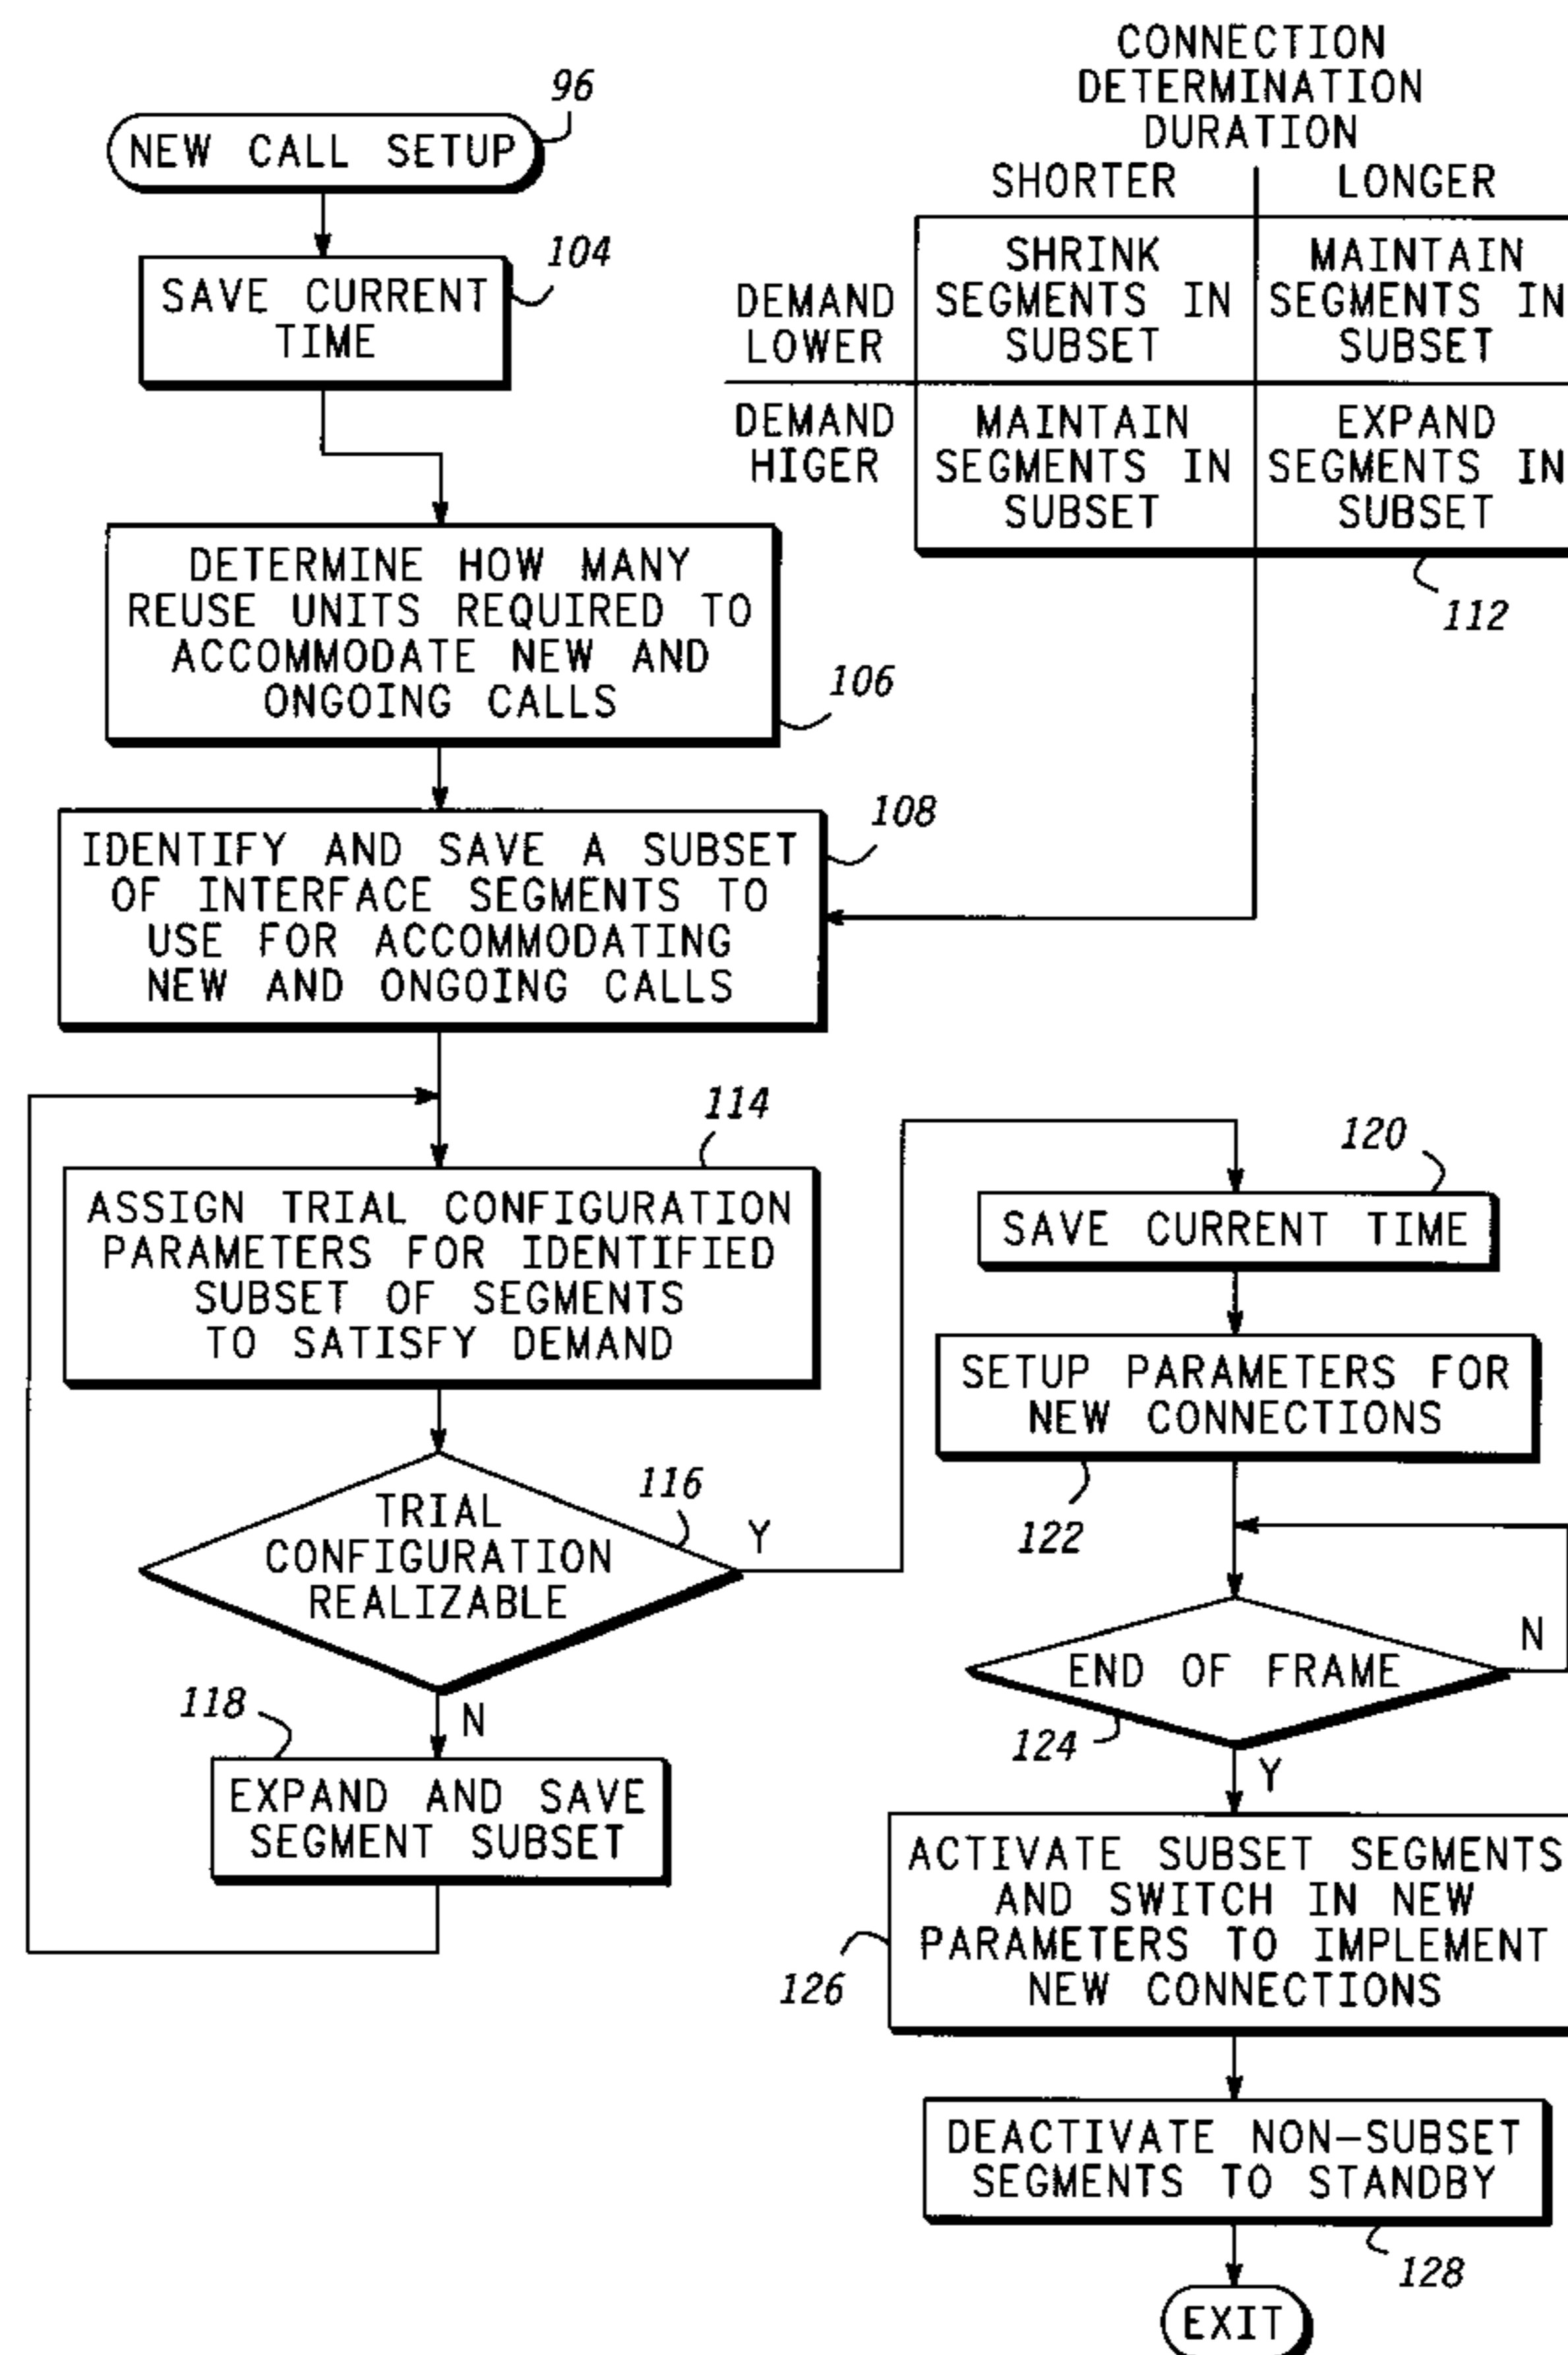 NEW CALL SETUP
96
SAVE CURRENT
TIME
104
DETERMINE HOW MANY
REUSE UNITS REQUIRED TO
ACCOMMODATE NEW AND
ONGOING CALLS
106
IDENTIFY AND SAVE A SUBSET
OF INTERFACE SEGMENTS TO
USE FOR ACCOMMODATING
NEW AND ONGOING CALLS
108
CONNECTION
DETERMINATION
DURATION
SHORTER
LONGER
DEMAND
LOWER
SHRINK
SEGMENTS IN
SUBSET
MAINTAIN
SEGMENTS IN
SUBSET
DEMAND
HIGER
MAINTAIN
SEGMENTS IN
SUBSET
EXPAND
SEGMENTS IN
SUBSET
112
114
ASSIGN TRIAL CONFIGURATION
PARAMETERS FOR IDENTIFIED
SUBSET OF SEGMENTS
TO SATISFY DEMAND
TRIAL
CONFIGURATION
REALIZABLE
116
Y
N
118
EXPAND AND SAVE
SEGMENT SUBSET
120
SAVE CURRENT TIME
SETUP PARAMETERS FOR
NEW CONNECTIONS
122
END OF FRAME
N
124
Y
ACTIVATE SUBSET SEGMENTS
AND SWITCH IN NEW
PARAMETERS TO IMPLEMENT
NEW CONNECTIONS
126
DEACTIVATE NON-SUBSET
SEGMENTS TO STANDBY
128
EXIT